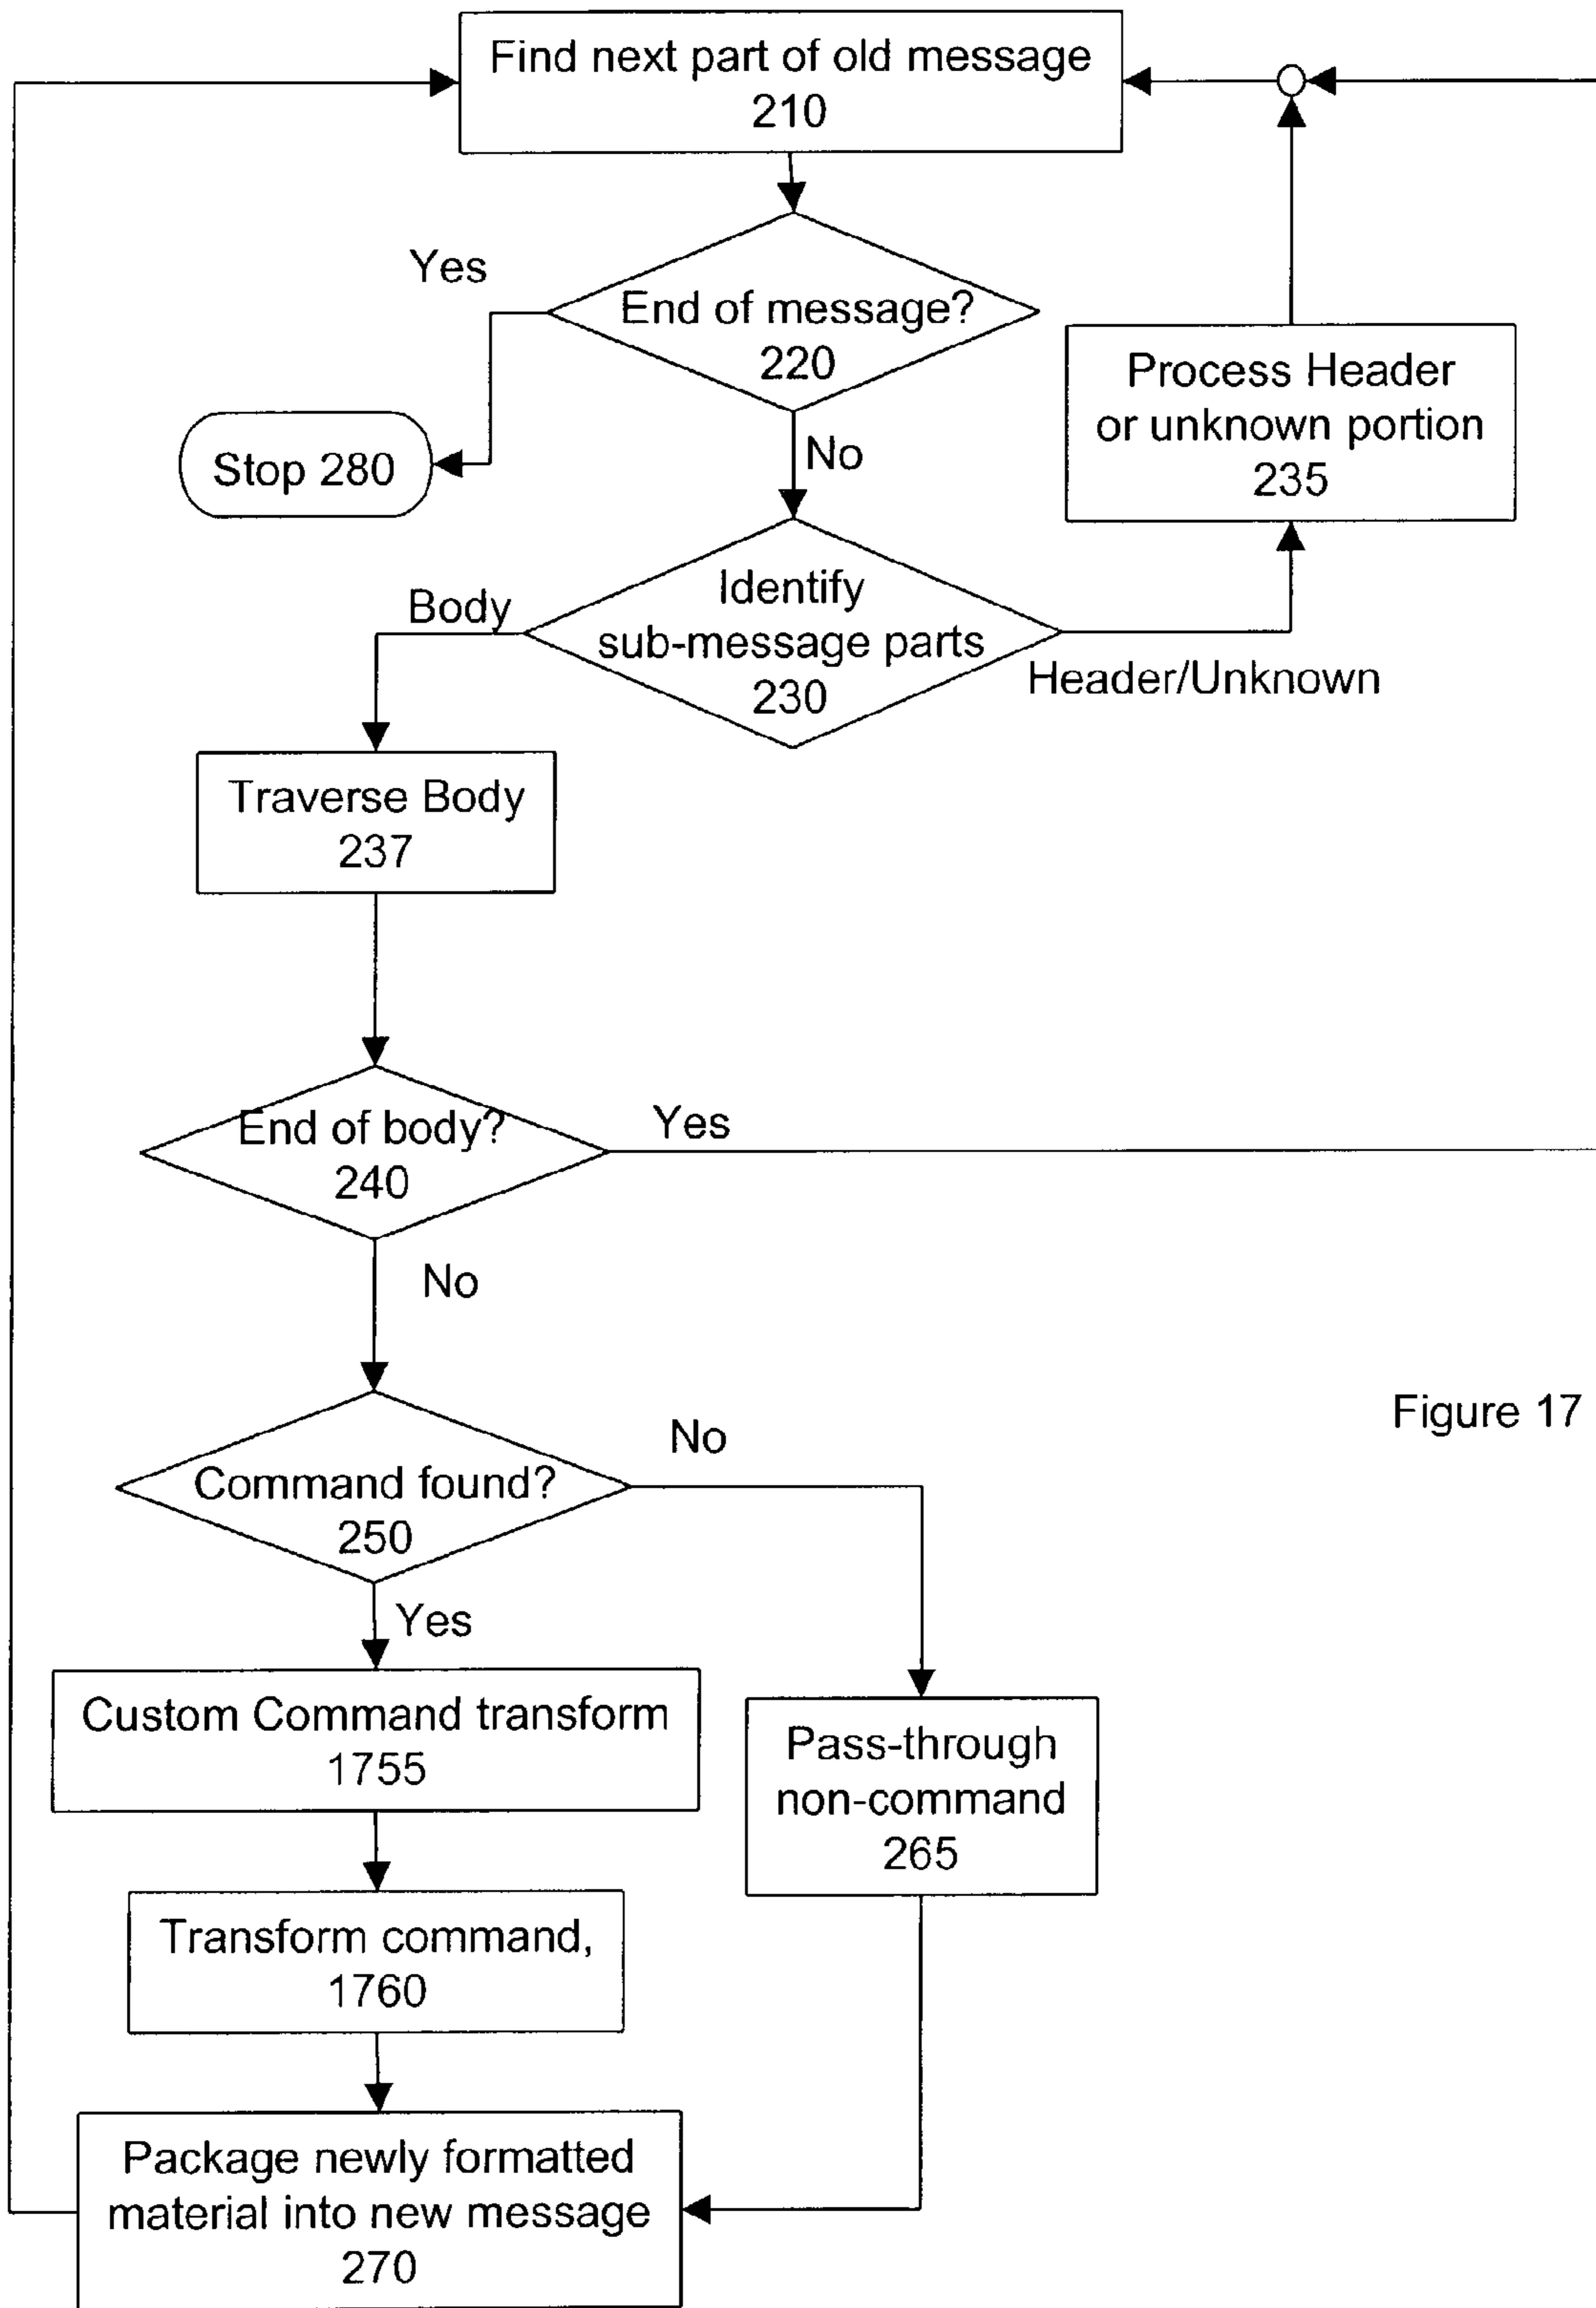 Find next part of old message
210
Yes
End of message?
220
Process Header
or unknown portion
235
Stop 280
No
Body
Identify
sub-message parts
230
Header/Unknown
Traverse Body
237
End of body?
240
Yes
No
Figure 17
No
Command found?
250
Yes
Custom Command transform
1755
Pass-through
non-command
265
Transform command,
1760
Package newly formatted
material into new message
270